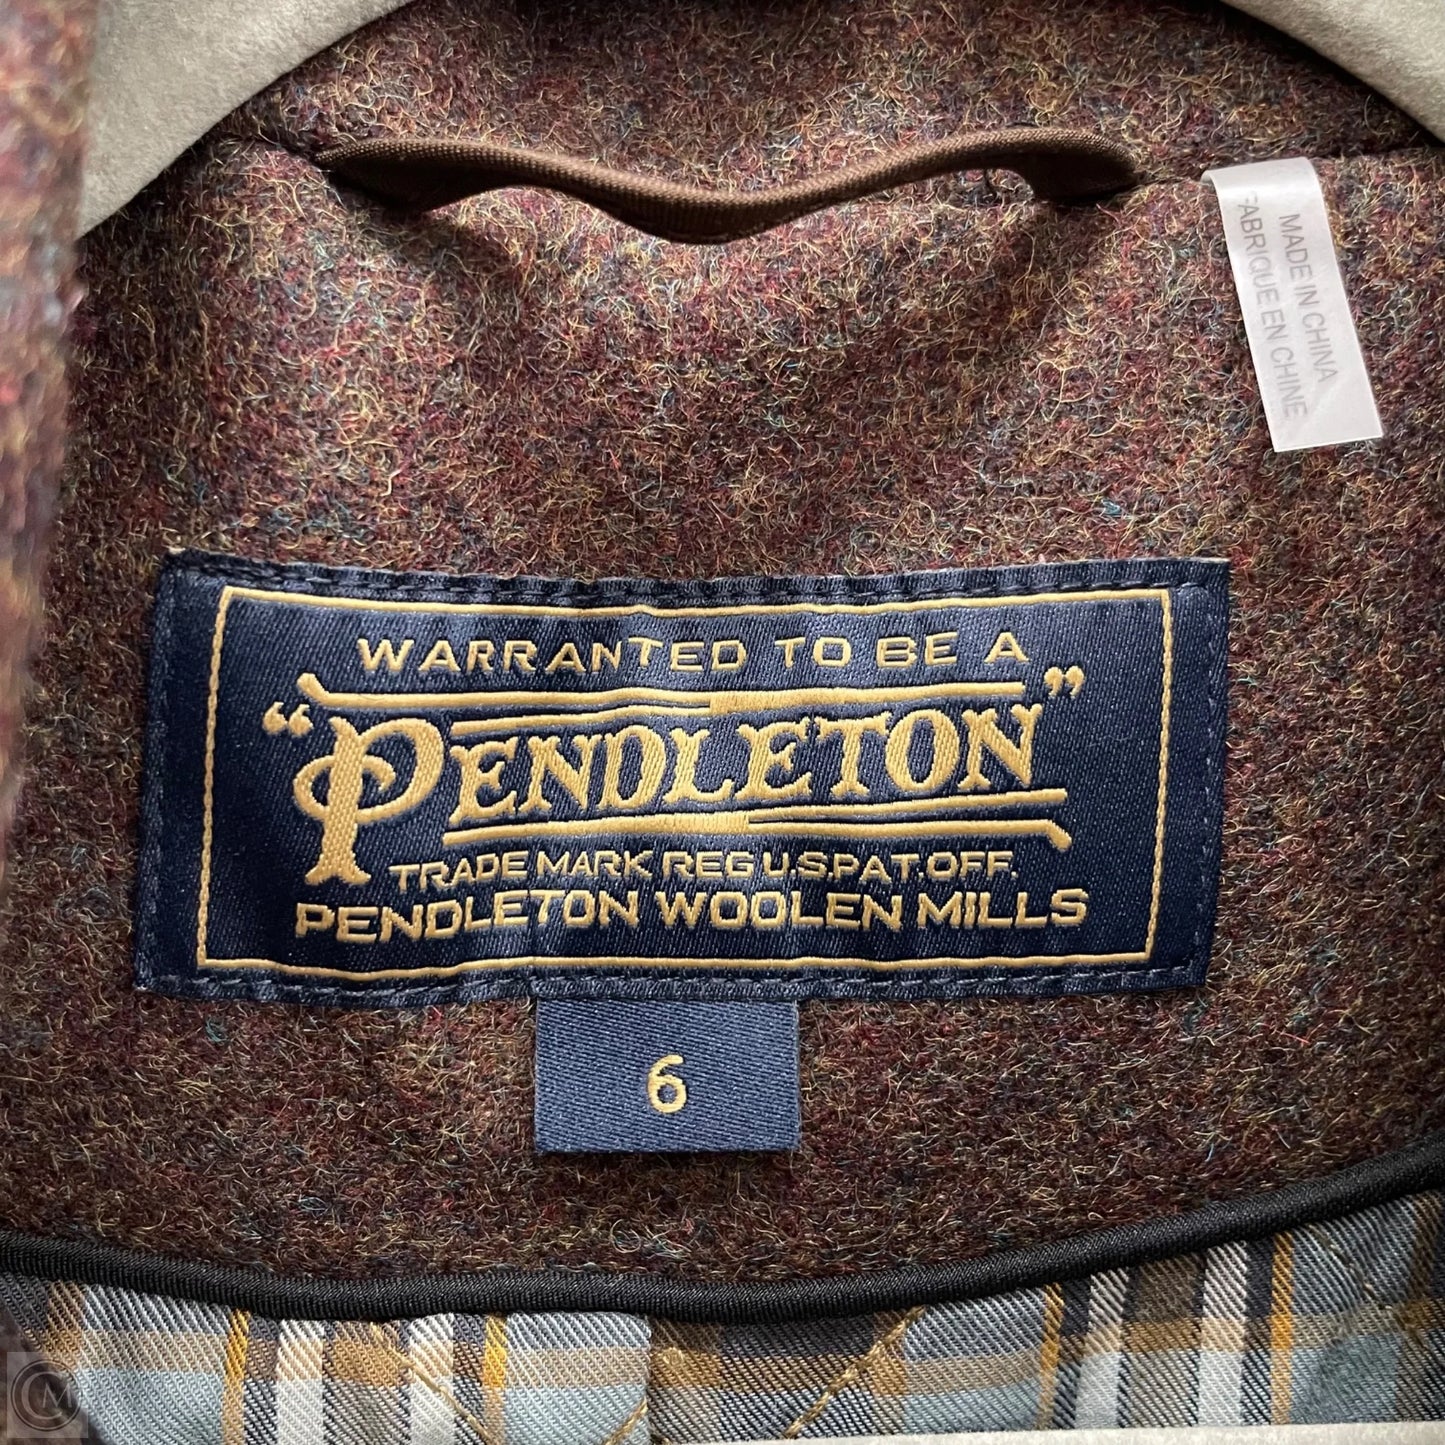 MADE IN CHINA
FABRIQUE EN CHINE
WARRANTED TO BE A
"PENDLETON"
TRADE MARK REG U.S.PAT.OFF.
PENDLETON WOOLEN MILLS
6
CM